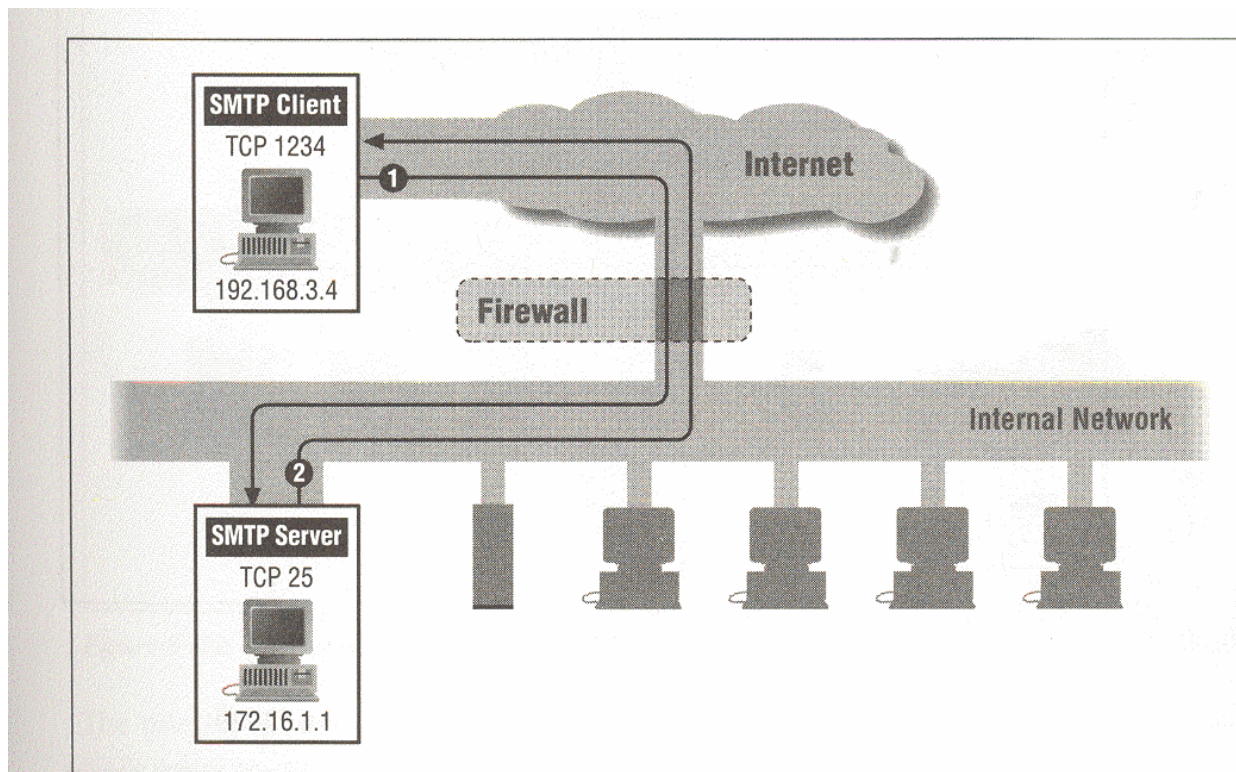 SMTP Client
TCP 1234
192.168.3.4
1
Internet
Firewall
Internal Network
2
SMTP Server
TCP 25
172.16.1.1